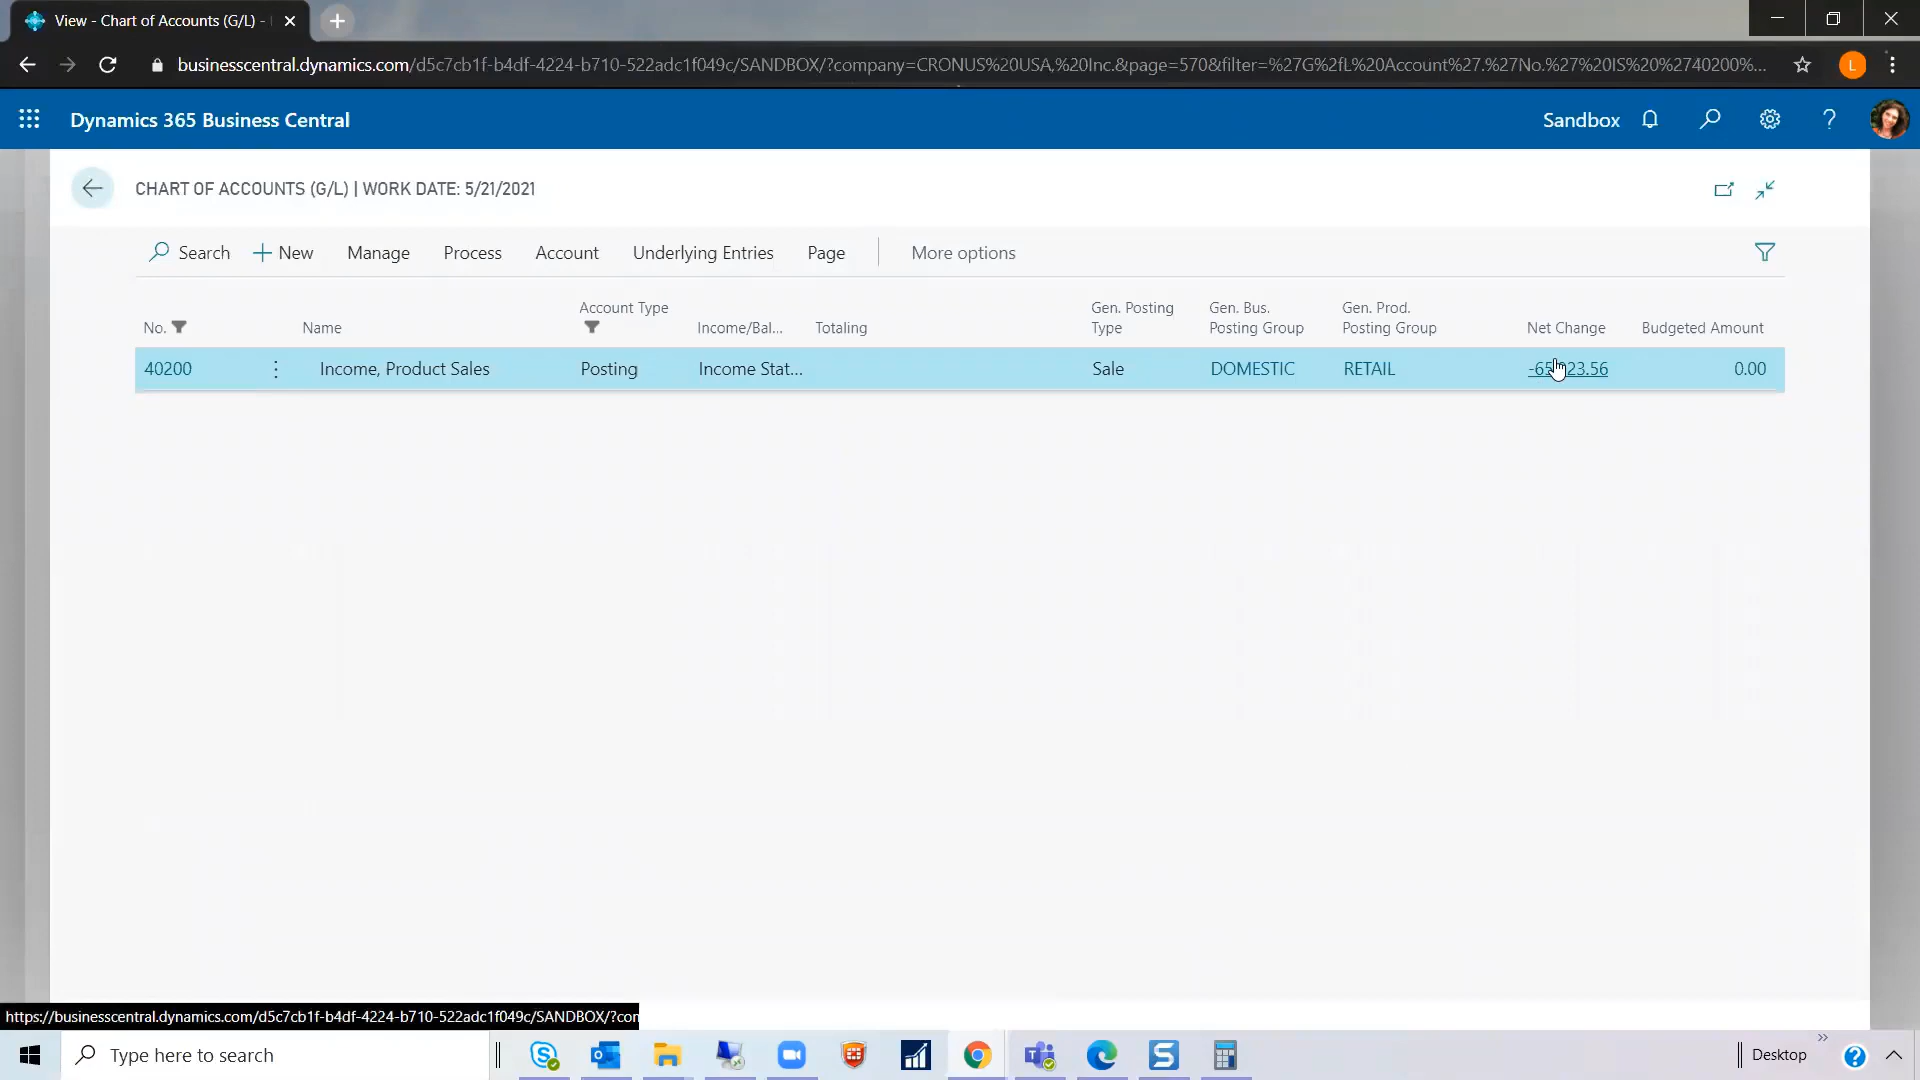 View - Chart of Accounts (G/L) -
businesscentral.dynamics.com/d5c7cb1f-b4df-4224-b710-522adc1f049c/SANDBOX/?company=CRONUS%20USA,%20Inc.&page=570&filter=%27G%2fL%20Account%27.%27No.%27%20IS%20%2740200%...
L
Dynamics 365 Business Central
Sandbox
CHART OF ACCOUNTS (G/L) | WORK DATE: 5/21/2021
Search New Manage Process Account Underlying Entries Page More options
No. Name Account Type Income/Bal... Totaling Gen. Posting Type Gen. Bus. Posting Group Gen. Prod. Posting Group Net Change Budgeted Amount
40200 Income, Product Sales Posting Income Stat... Sale DOMESTIC RETAIL 0.00
https://businesscentral.dynamics.com/d5c7cb1f-b4df-4224-b710-522adc1f049c/SANDBOX/?con
Type here to search
Desktop